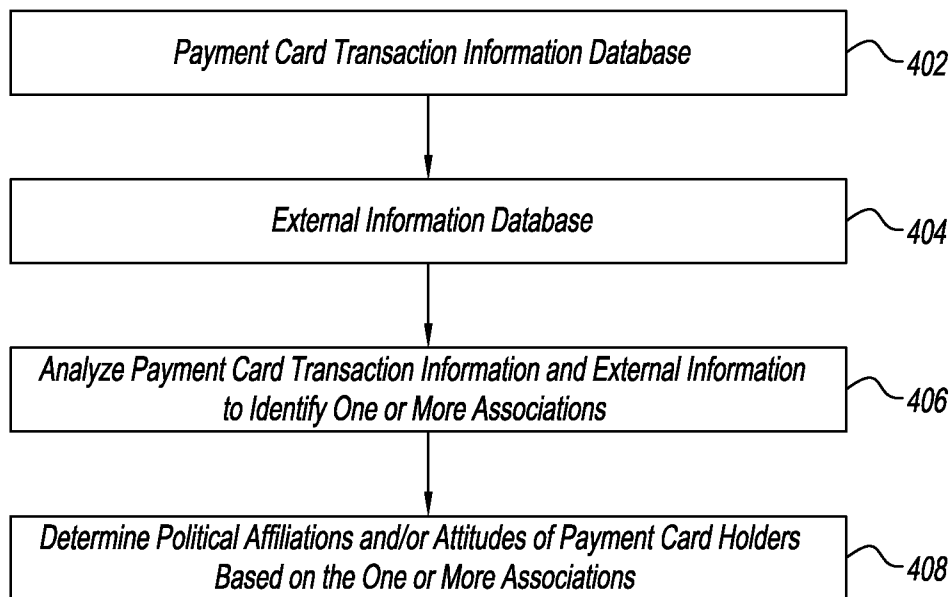 Payment Card Transaction Information Database
402
External Information Database
404
Analyze Payment Card Transaction Information and External Information
to Identify One or More Associations
406
Determine Political Affiliations and/or Attitudes of Payment Card Holders
Based on the One or More Associations
408